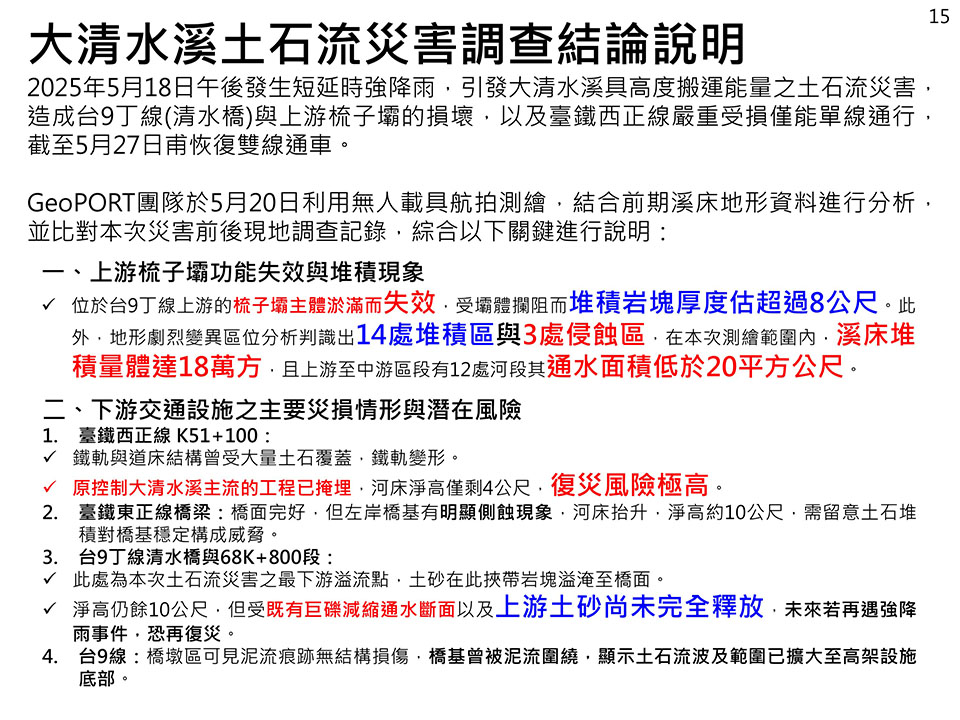 15
大清水溪土石流災害調查結論說明
2025年5月18日午後發生短延時強降雨，引發大清水溪具高度搬運能量之土石流災害，
造成台9丁線(清水橋)與上游梳子壩的損壞，以及臺鐵西正線嚴重受損僅能單線通行，
截至5月27日甫恢復雙線通車。
GeoPORT團隊於5月20日利用無人載具航拍測繪，結合前期溪床地形資料進行分析，
並比對本次災害前後現地調查記錄，綜合以下關鍵進行說明：
一、上游梳子壩功能失效與堆積現象
✓ 位於台9丁線上游的梳子壩主體淤滿而失效，受壩體攔阻而堆積岩塊厚度估超過8公尺。此
外，地形劇烈變異區位分析判識出14處堆積區與3處侵蝕區，在本次測繪範圍內，溪床堆
積量體達18萬方，且上游至中游區段有12處河段其通水面積低於20平方公尺。
二、下游交通設施之主要災損情形與潛在風險
1. 臺鐵西正線 K51+100：
✓ 鐵軌與道床結構曾受大量土石覆蓋，鐵軌變形。
✓ 原控制大清水溪主流的工程已掩埋，河床淨高僅剩4公尺，復災風險極高。
2. 臺鐵東正線橋梁：橋面完好，但左岸橋基有明顯側蝕現象，河床抬升，淨高約10公尺，需留意土石堆
積對橋基穩定構成威脅。
3. 台9丁線清水橋與68K+800段：
✓ 此處為本次土石流災害之最下游溢流點，土砂在此挾帶岩塊溢淹至橋面。
✓ 淨高仍餘10公尺，但受既有巨礫減縮通水斷面以及上游土砂尚未完全釋放，未來若再遇強降
雨事件，恐再復災。
4. 台9線：橋墩區可見泥流痕跡無結構損傷，橋基曾被泥流圍繞，顯示土石流波及範圍已擴大至高架設施
底部。